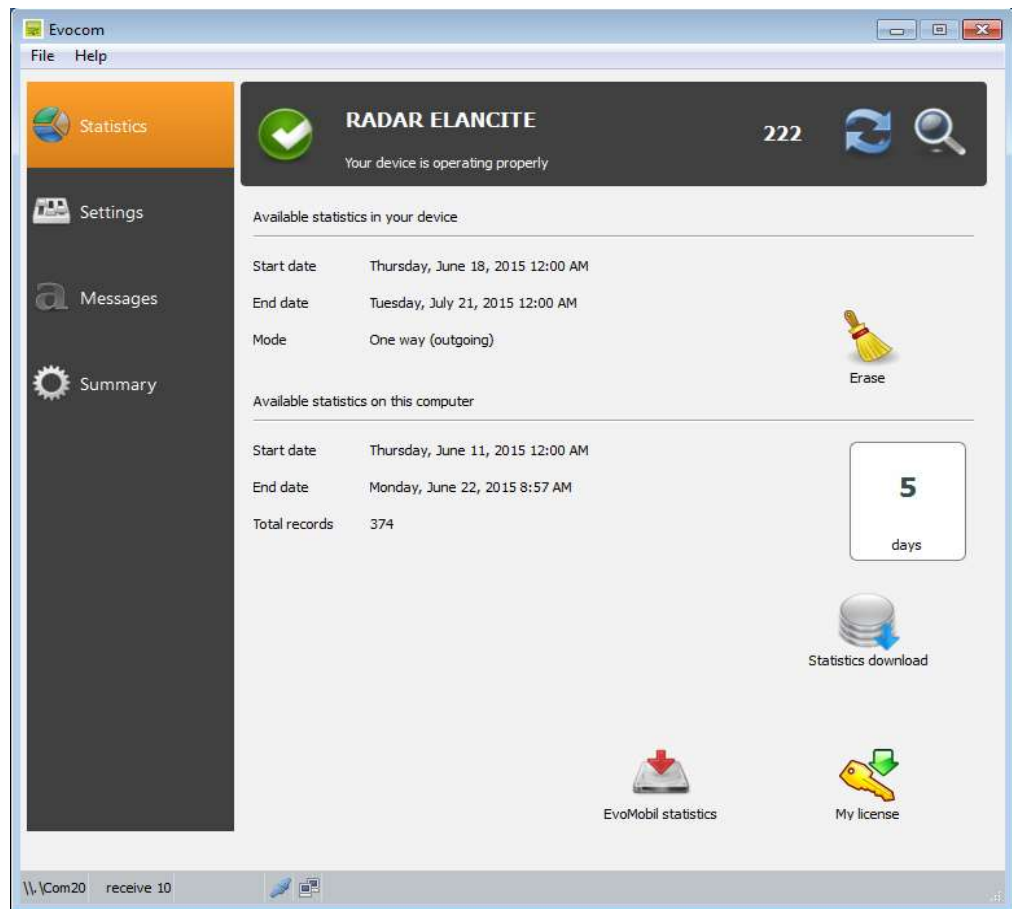 Evocom
File Help
Statistics
RADAR ELANCITE
222
Your device is operating properly
Settings
Available statistics in your device
Start date Thursday, June 18, 2015 12:00 AM
Messages
End date Tuesday, July 21, 2015 12:00 AM
Mode One way (outgoing)
Summary
Erase
Available statistics on this computer
Start date Thursday, June 11, 2015 12:00 AM
End date Monday, June 22, 2015 8:57 AM
5
Total records 374
days
Statistics download
EvoMobil statistics
My license
\\.\Com20 receive 10